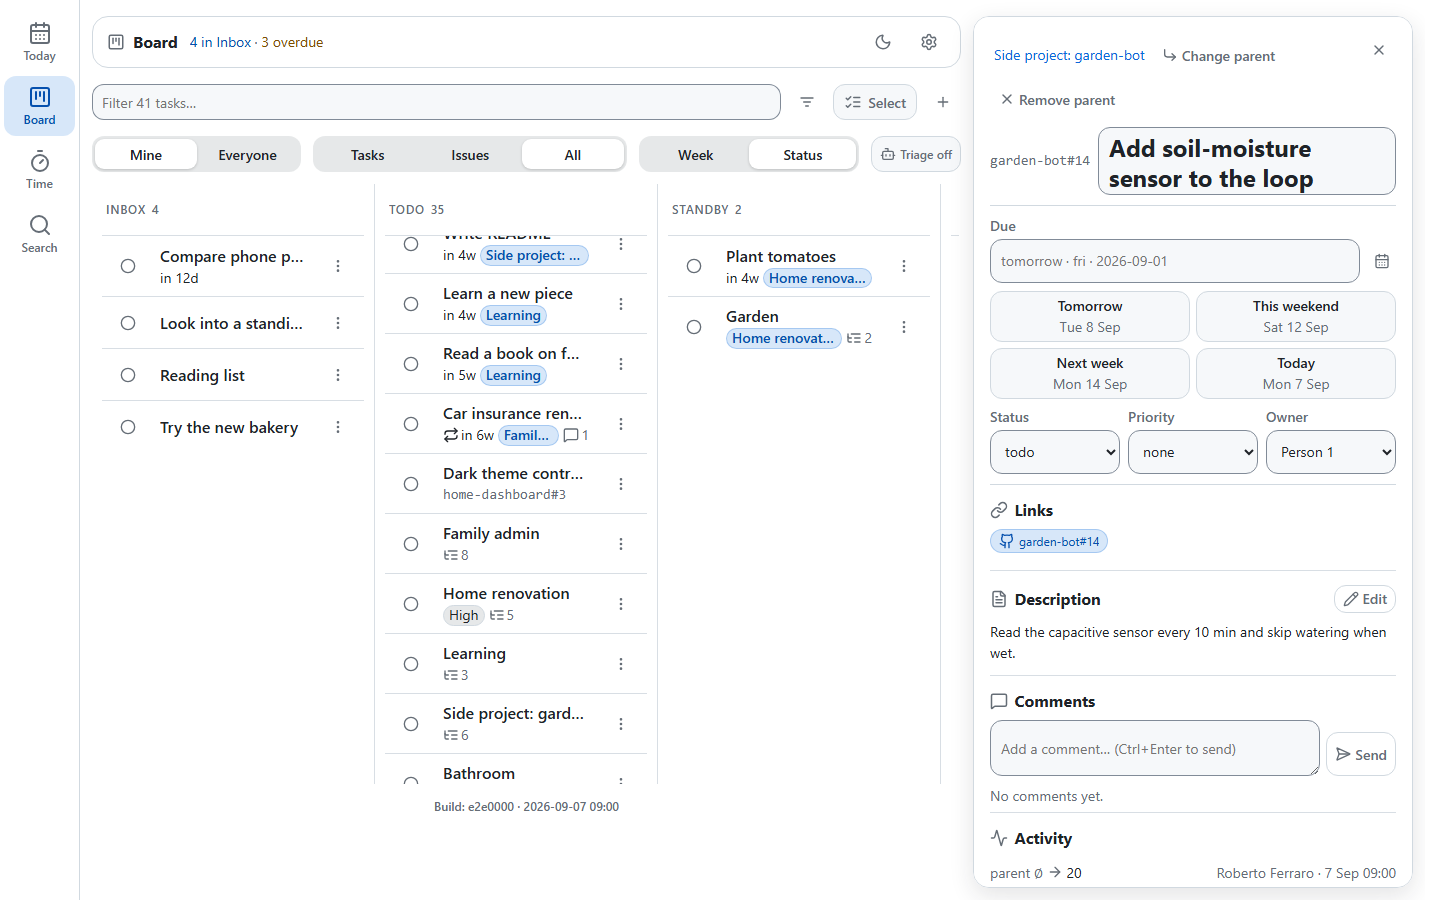 Today
Board
Time
Search
Board
4 in Inbox · 3 overdue
Filter 41 tasks...
Select
Mine
Everyone
Tasks
Issues
All
Week
Status
Triage off
INBOX 4
Compare phone p...
in 12d
Look into a standi...
Reading list
Try the new bakery
TODO 35
Write README
in 4w Side project: ...
Learn a new piece
in 4w Learning
Read a book on f...
in 5w Learning
Car insurance ren...
in 6w Famil... 1
Dark theme contr...
home-dashboard#3
Family admin
8
Home renovation
High 5
Learning
3
Side project: gard...
6
Bathroom
STANDBY 2
Plant tomatoes
in 4w Home renova...
Garden
Home renovat... 2
Build: e2e0000 · 2026-09-07 09:00
Side project: garden-bot
Change parent
Remove parent
garden-bot#14
Add soil-moisture
sensor to the loop
Due
tomorrow · fri · 2026-09-01
Tomorrow
Tue 8 Sep
This weekend
Sat 12 Sep
Next week
Mon 14 Sep
Today
Mon 7 Sep
Status
Priority
Owner
todo
none
Person 1
Links
garden-bot#14
Description
Edit
Read the capacitive sensor every 10 min and skip watering when
wet.
Comments
Add a comment... (Ctrl+Enter to send)
Send
No comments yet.
Activity
parent ∅ → 20
Roberto Ferraro · 7 Sep 09:00